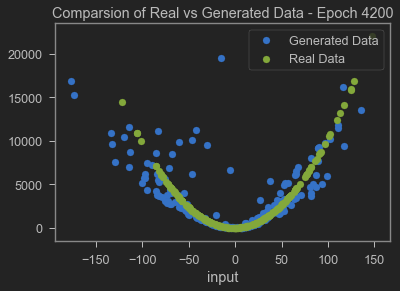 Comparsion of Real vs Generated Data - Epoch 4200
Generated Data
Real Data
20000
15000
10000
5000
0
−150 −100 −50 0 50 100 150
input